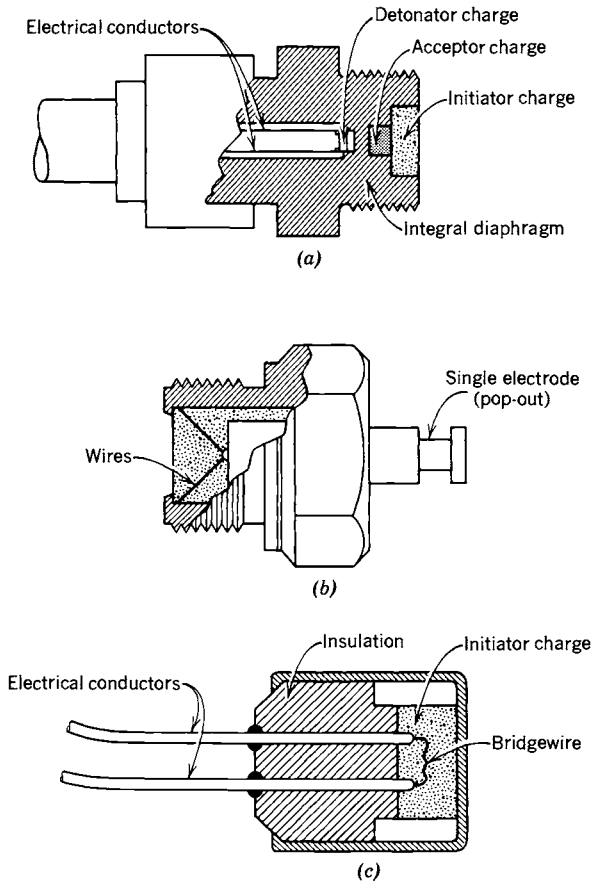 Electrical conductors
Detonator charge
Acceptor charge
Initiator charge
Integral diaphragm
(a)
Single electrode
(pop-out)
Wires
(b)
Insulation
Initiator charge
Electrical conductors
Bridgewire
(c)